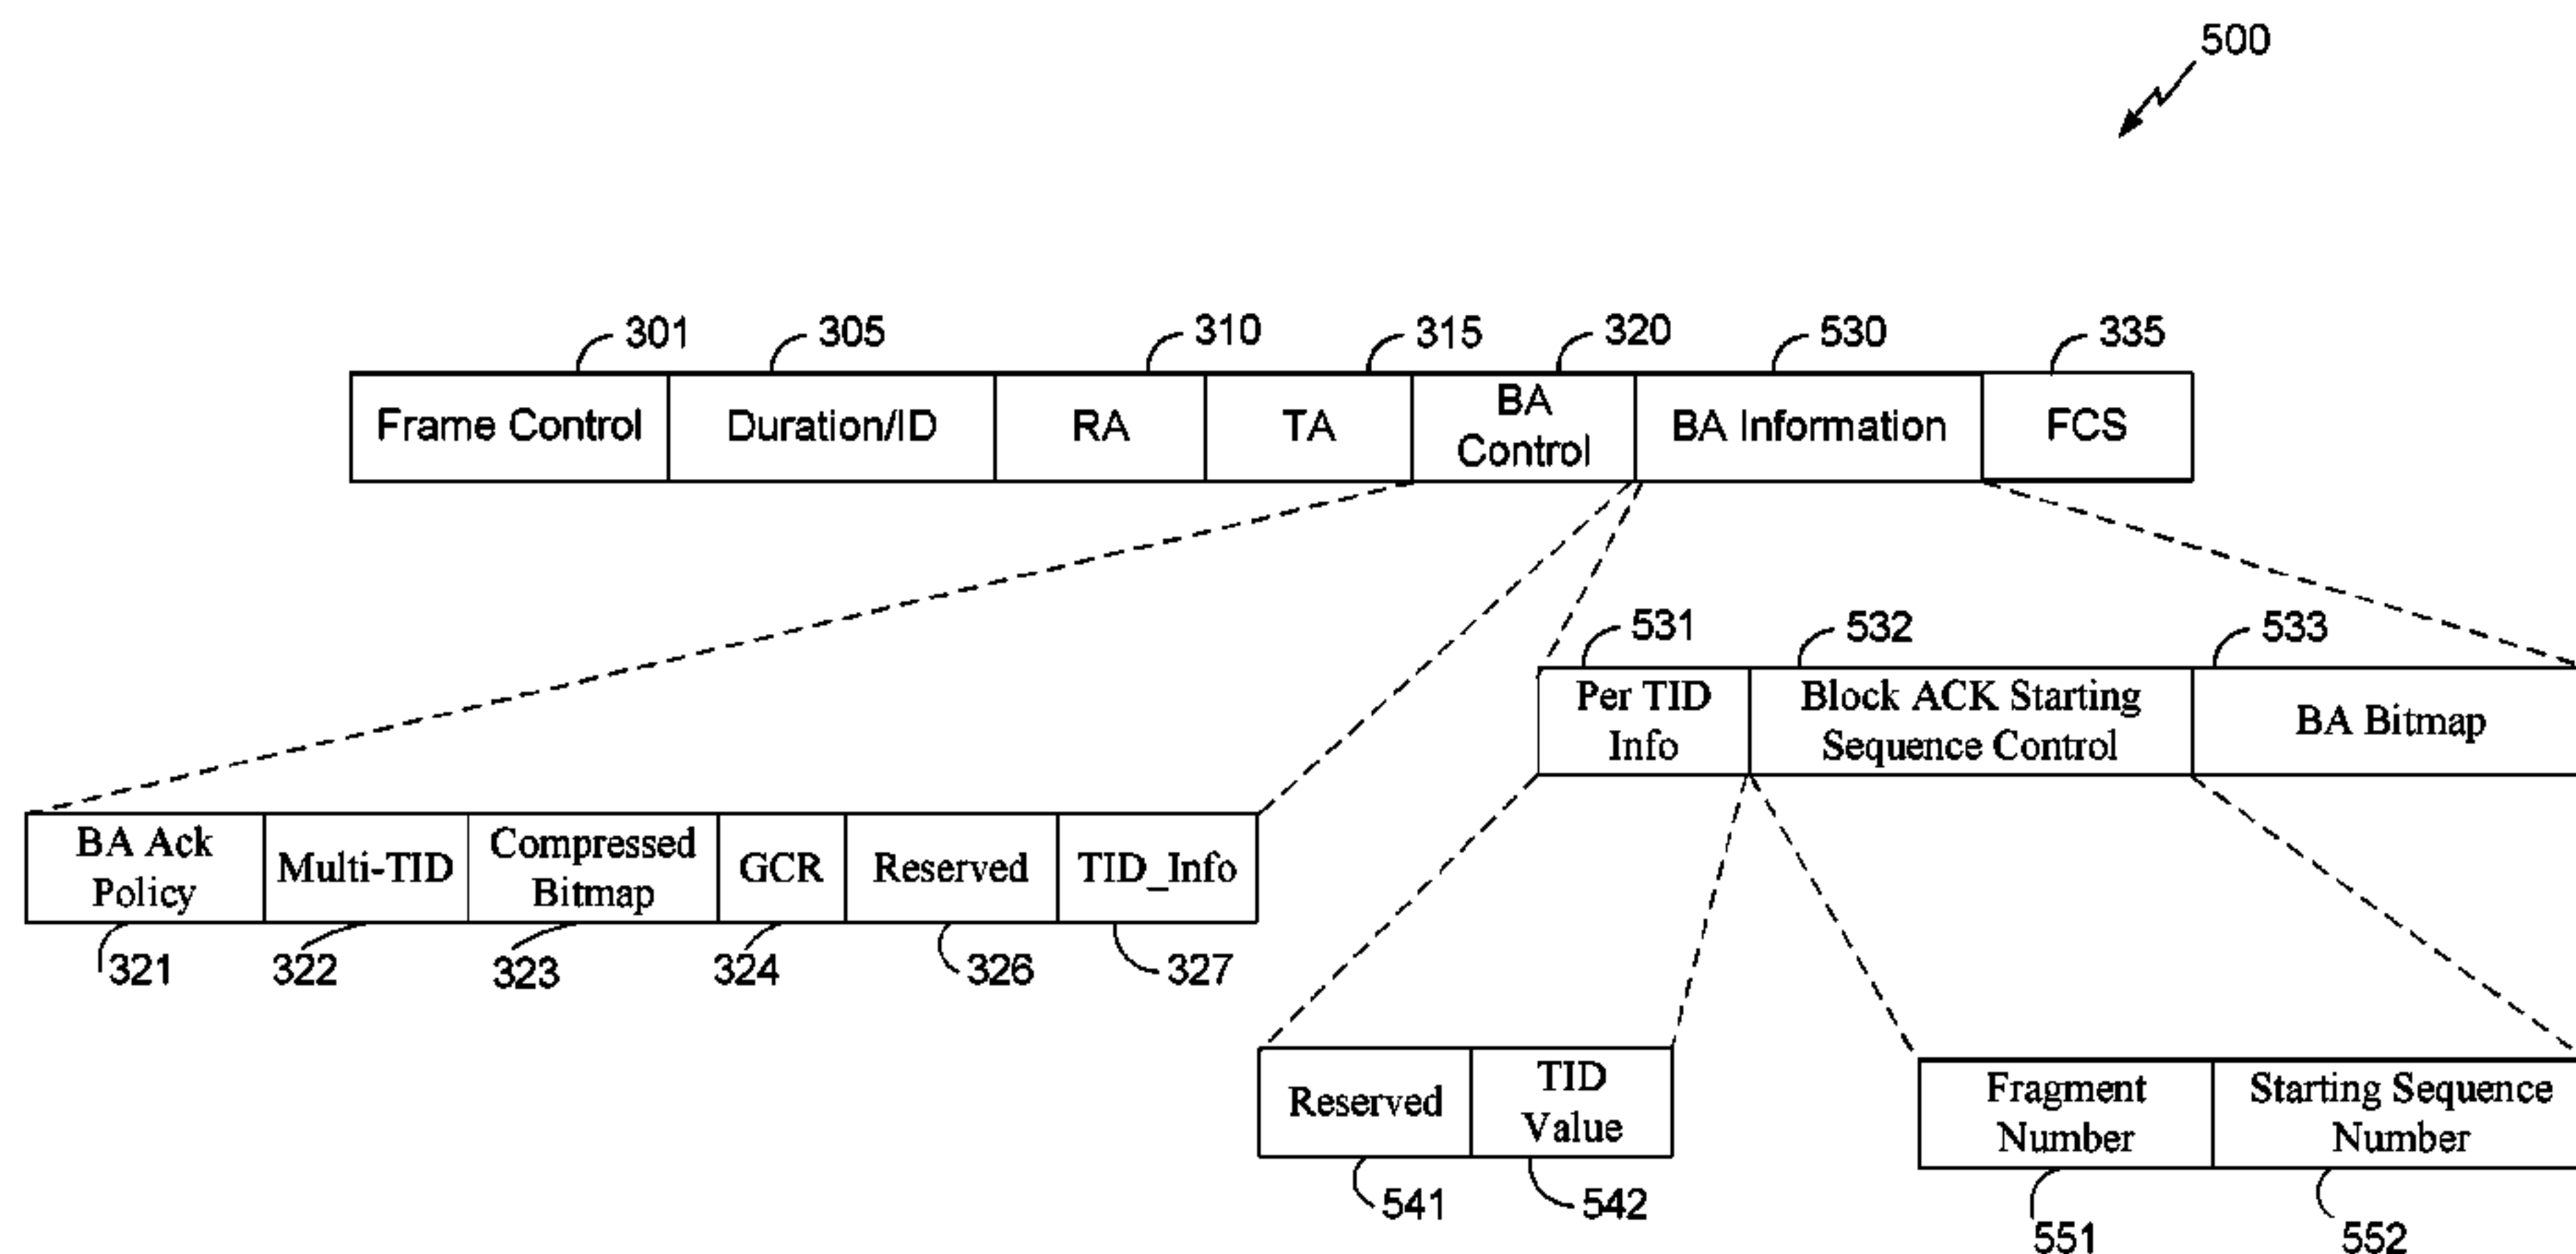 500
301
305
310
315
320
530
335
Frame Control
Duration/ID
RA
TA
BA
Control
BA Information
FCS
531
532
533
Per TID
Info
Block ACK Starting
Sequence Control
BA Bitmap
BA Ack
Policy
Multi-TID
Compressed
Bitmap
GCR
Reserved
TID_Info
321
322
323
324
326
327
Reserved
TID
Value
Fragment
Number
Starting Sequence
Number
541
542
551
552